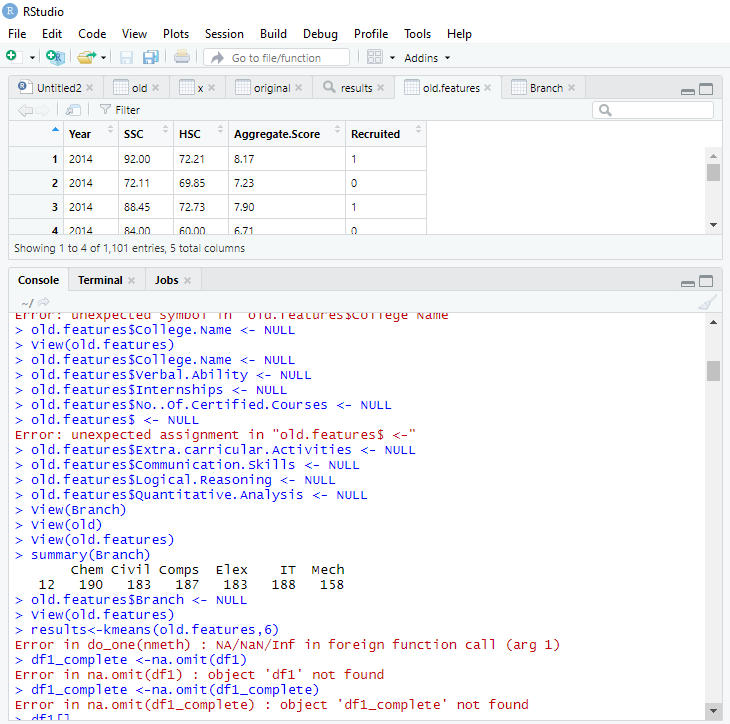 RStudio
File Edit Code View Plots Session Build Debug Profile Tools Help
Go to file/function Addins
Untitled2 old x original results old.features Branch
Filter
Year SSC HSC Aggregate.Score Recruited
1 2014 92.00 72.21 8.17 1
2 2014 72.11 69.85 7.23 0
3 2014 88.45 72.73 7.90 1
4 2014 84.00 60.00 6.71 0
Showing 1 to 4 of 1,101 entries, 5 total columns
Console Terminal Jobs
~/
Error: unexpected symbol in "old.features$College Name"
> old.features$College.Name <- NULL
> View(old.features)
> old.features$College.Name <- NULL
> old.features$Verbal.Ability <- NULL
> old.features$Internships <- NULL
> old.features$No..Of.Certified.Courses <- NULL
> old.features$ <- NULL
Error: unexpected assignment in "old.features$ <-"
> old.features$Extra.carricular.Activities <- NULL
> old.features$Communication.Skills <- NULL
> old.features$Logical.Reasoning <- NULL
> old.features$Quantitative.Analysis <- NULL
> View(Branch)
> View(old)
> View(old.features)
> summary(Branch)
Chem Civil Comps Elex IT Mech
12 190 183 187 183 188 158
> old.features$Branch <- NULL
> View(old.features)
> results<-kmeans(old.features,6)
Error in do_one(nmeth) : NA/NaN/Inf in foreign function call (arg 1)
> df1_complete <-na.omit(df1)
Error in na.omit(df1) : object 'df1' not found
> df1_complete <-na.omit(df1_complete)
Error in na.omit(df1_complete) : object 'df1_complete' not found
> df1[]